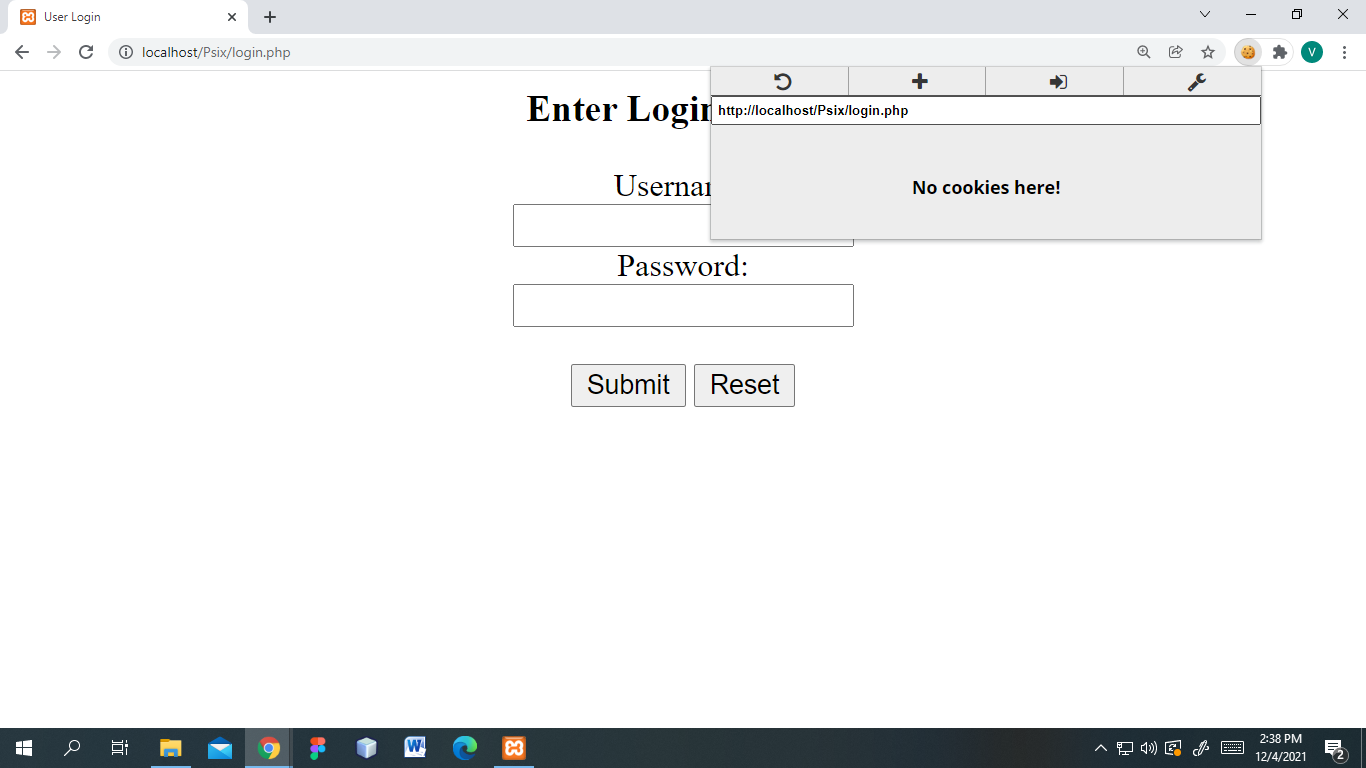 User Login
localhost/Psix/login.php
V
http://localhost/Psix/login.php
No cookies here!
Enter Login
Password:
Submit Reset
2:38 PM
12/4/2021
2